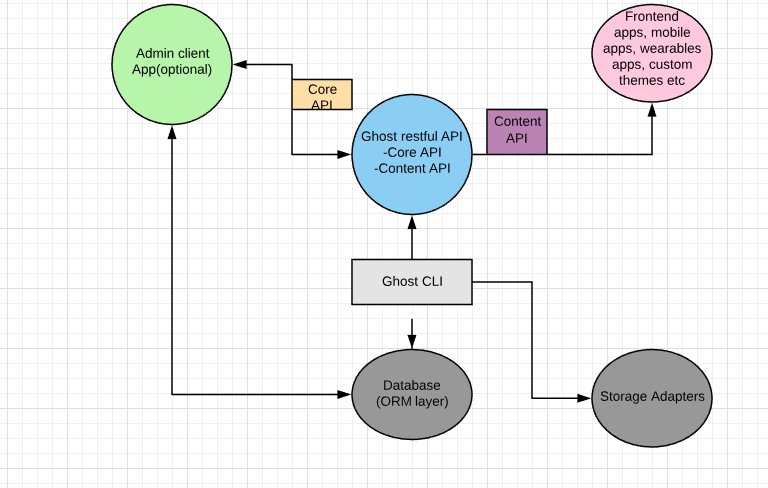 Admin client
App(optional)
Core
API
Ghost restful API
-Core API
-Content API
Content
API
Frontend
apps, mobile
apps, wearables
apps, custom
themes etc
Ghost CLI
Database
(ORM layer)
Storage Adapters